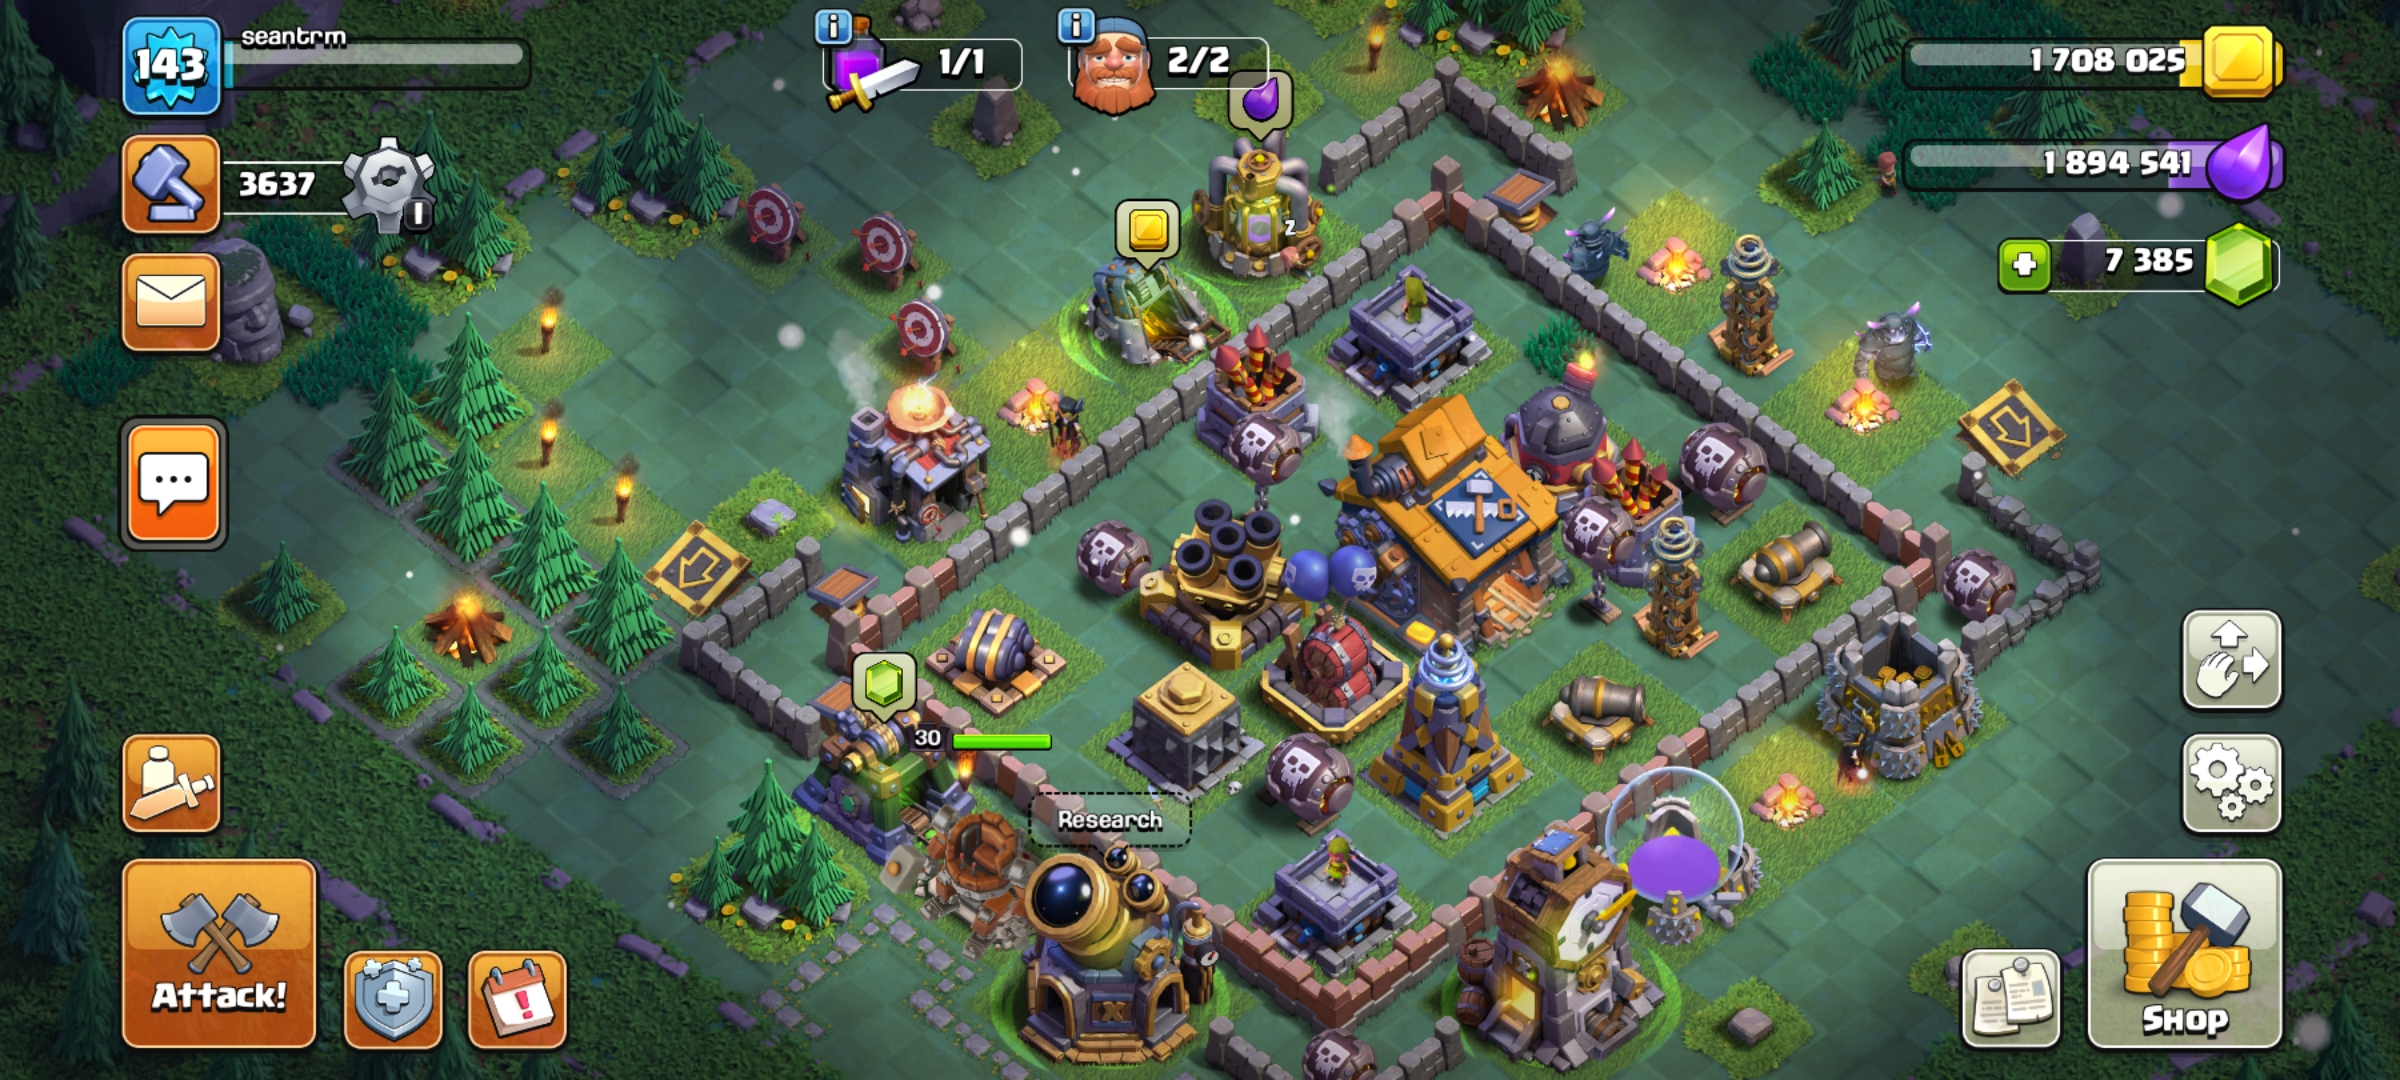 143
seantrm
i
1/1
i
2/2
1 708 025
3637
I
1 894 541
7 385
z
30
Research
X
Attack!
Shop